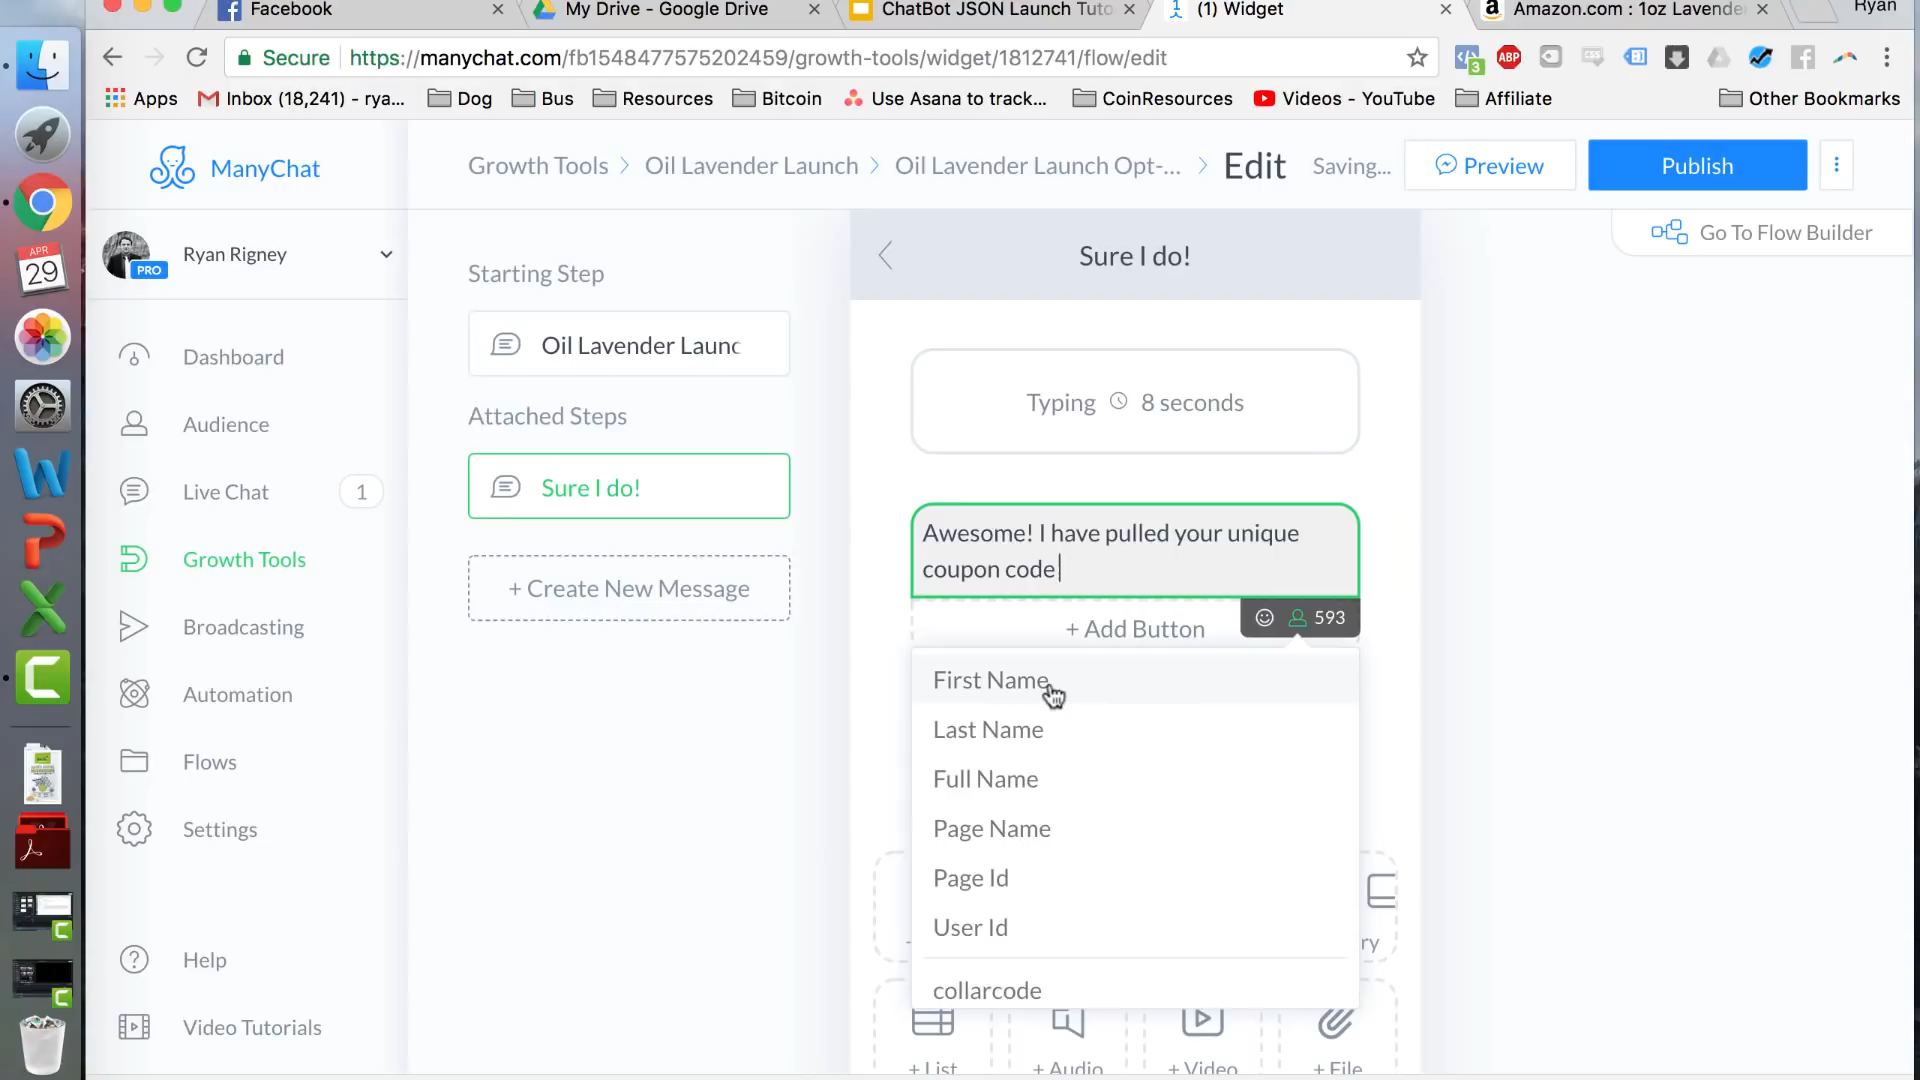 Facebook
My Drive - Google Drive
ChatBot JSON Launch Tuto
(1) Widget
Amazon.com : 1oz Lavende
Ryan
Secure
https://manychat.com/fb1548477575202459/growth-tools/widget/1812741/flow/edit
3
ABP
CSS
Apps
Inbox (18,241) - rya...
Dog
Bus
Resources
Bitcoin
Use Asana to track...
CoinResources
Videos - YouTube
Affiliate
Other Bookmarks
ManyChat
Growth Tools
Oil Lavender Launch
Oil Lavender Launch Opt-...
Edit
Saving...
Preview
Publish
Go To Flow Builder
Ryan Rigney
PRO
Dashboard
Audience
Live Chat
1
Growth Tools
Broadcasting
Automation
Flows
Settings
Help
Video Tutorials
Starting Step
Oil Lavender Launc
Attached Steps
Sure I do!
+ Create New Message
Sure I do!
Typing 8 seconds
Awesome! I have pulled your unique
coupon code
593
+ Add Button
First Name
Last Name
Full Name
Page Name
Page Id
User Id
collarcode
ry
+ List
+ Audio
+ Video
+ File
APR
29